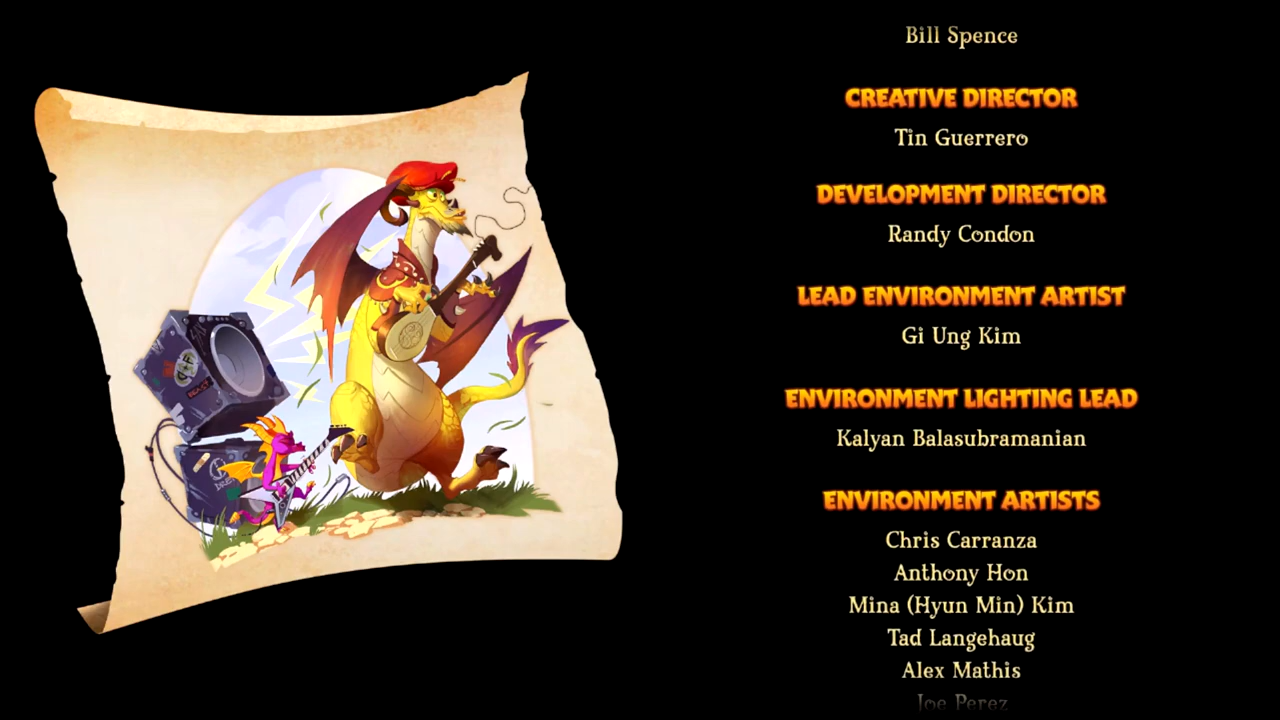 Bill Spence
CREATIVE DIRECTOR
Tin Guerrero
DEVELOPMENT DIRECTOR
Randy Condon
LEAD ENVIRONMENT ARTIST
Gi Ung Kim
ENVIRONMENT LIGHTING LEAD
Kalyan Balasubramanian
ENVIRONMENT ARTISTS
Chris Carranza
Anthony Hon
Mina (Hyun Min) Kim
Tad Langehaug
Alex Mathis
Joe Perez